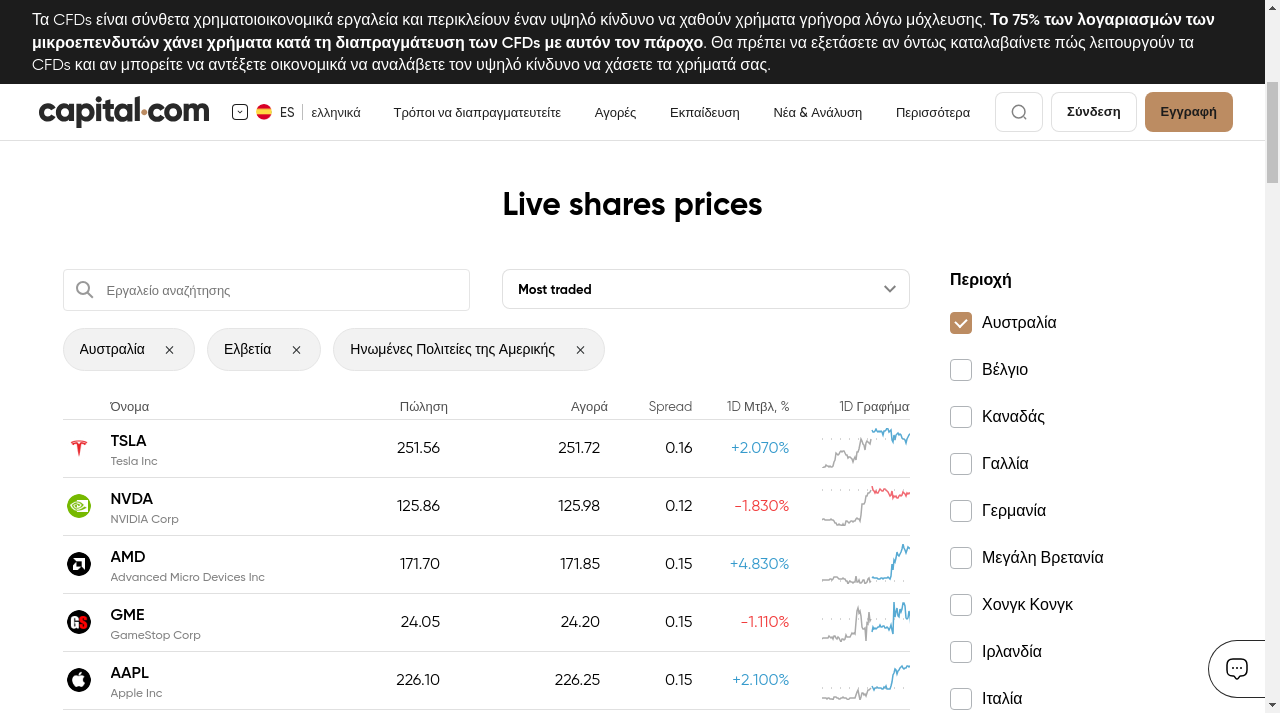 Τα CFDs είναι σύνθετα χρηματοιοικονομικά εργαλεία και περικλείουν έναν υψηλό κίνδυνο να χαθούν χρήματα γρήγορα λόγω μόχλευσης. Το 75% των λογαριασμών των
μικροεπενδυτών χάνει χρήματα κατά τη διαπραγμάτευση των CFDs με αυτόν τον πάροχο. Θα πρέπει να εξετάσετε αν όντως καταλαβαίνετε πώς λειτουργούν τα
CFDs και αν μπορείτε να αντέξετε οικονομικά να αναλάβετε τον υψηλό κίνδυνο να χάσετε τα χρήματά σας.
capital.com ES ελληνικά Τρόποι να διαπραγματευτείτε Αγορές Εκπαίδευση Νέα & Ανάλυση Περισσότερα Σύνδεση Εγγραφή
Live shares prices
Εργαλείο αναζήτησης Most traded
Αυστραλία Ελβετία Ηνωμένες Πολιτείες της Αμερικής
Όνομα Πώληση Αγορά Spread 1D Μτβλ, % 1D Γραφήμα
TSLA 251.56 251.72 0.16 +2.070%
Tesla Inc
NVDA 125.86 125.98 0.12 -1.830%
NVIDIA Corp
AMD 171.70 171.85 0.15 +4.830%
Advanced Micro Devices Inc
GME 24.05 24.20 0.15 -1.110%
GameStop Corp
AAPL 226.10 226.25 0.15 +2.100%
Apple Inc
Περιοχή
Αυστραλία
Βέλγιο
Καναδάς
Γαλλία
Γερμανία
Μεγάλη Βρετανία
Χονγκ Κονγκ
Ιρλανδία
Ιταλία